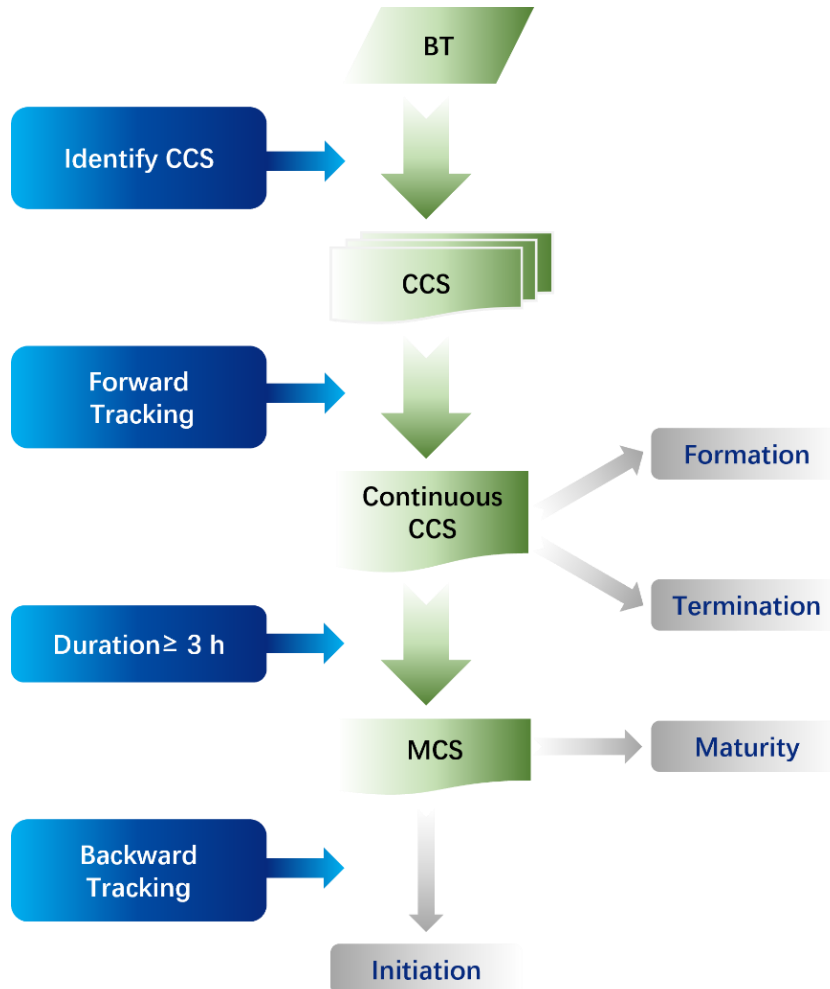 BT
Identify CCS
CCS
Forward
Tracking
Formation
Continuous
CCS
Termination
Duration≥ 3 h
MCS
Maturity
Backward
Tracking
Initiation